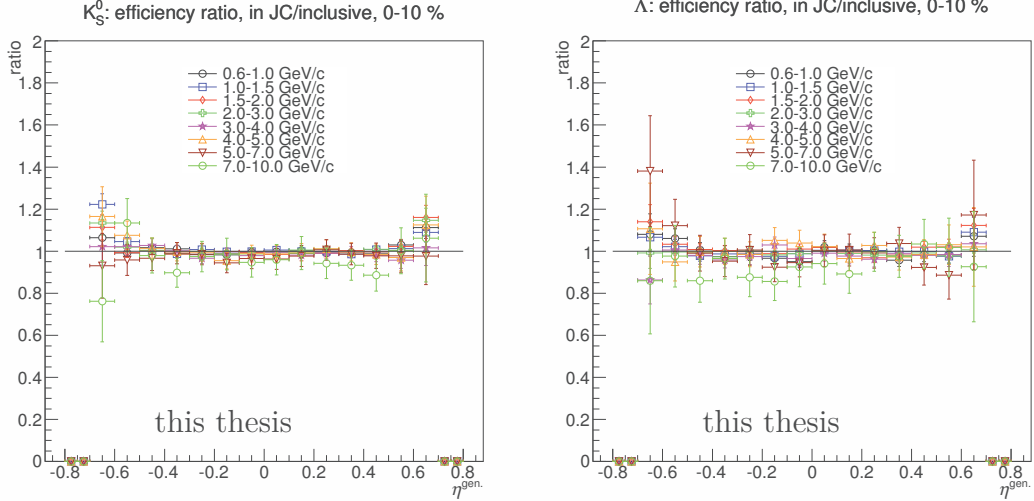 K⁰_S: efficiency ratio, in JC/inclusive, 0-10 %
ratio
2
1.8
1.6
1.4
1.2
1
0.8
0.6
0.4
0.2
0
0.6-1.0 GeV/c
1.0-1.5 GeV/c
1.5-2.0 GeV/c
2.0-3.0 GeV/c
3.0-4.0 GeV/c
4.0-5.0 GeV/c
5.0-7.0 GeV/c
7.0-10.0 GeV/c
this thesis
-0.8 -0.6 -0.4 -0.2 0 0.2 0.4 0.6 0.8
η^gen.
Λ: efficiency ratio, in JC/inclusive, 0-10 %
ratio
2
1.8
1.6
1.4
1.2
1
0.8
0.6
0.4
0.2
0
0.6-1.0 GeV/c
1.0-1.5 GeV/c
1.5-2.0 GeV/c
2.0-3.0 GeV/c
3.0-4.0 GeV/c
4.0-5.0 GeV/c
5.0-7.0 GeV/c
7.0-10.0 GeV/c
this thesis
-0.8 -0.6 -0.4 -0.2 0 0.2 0.4 0.6 0.8
η^gen.